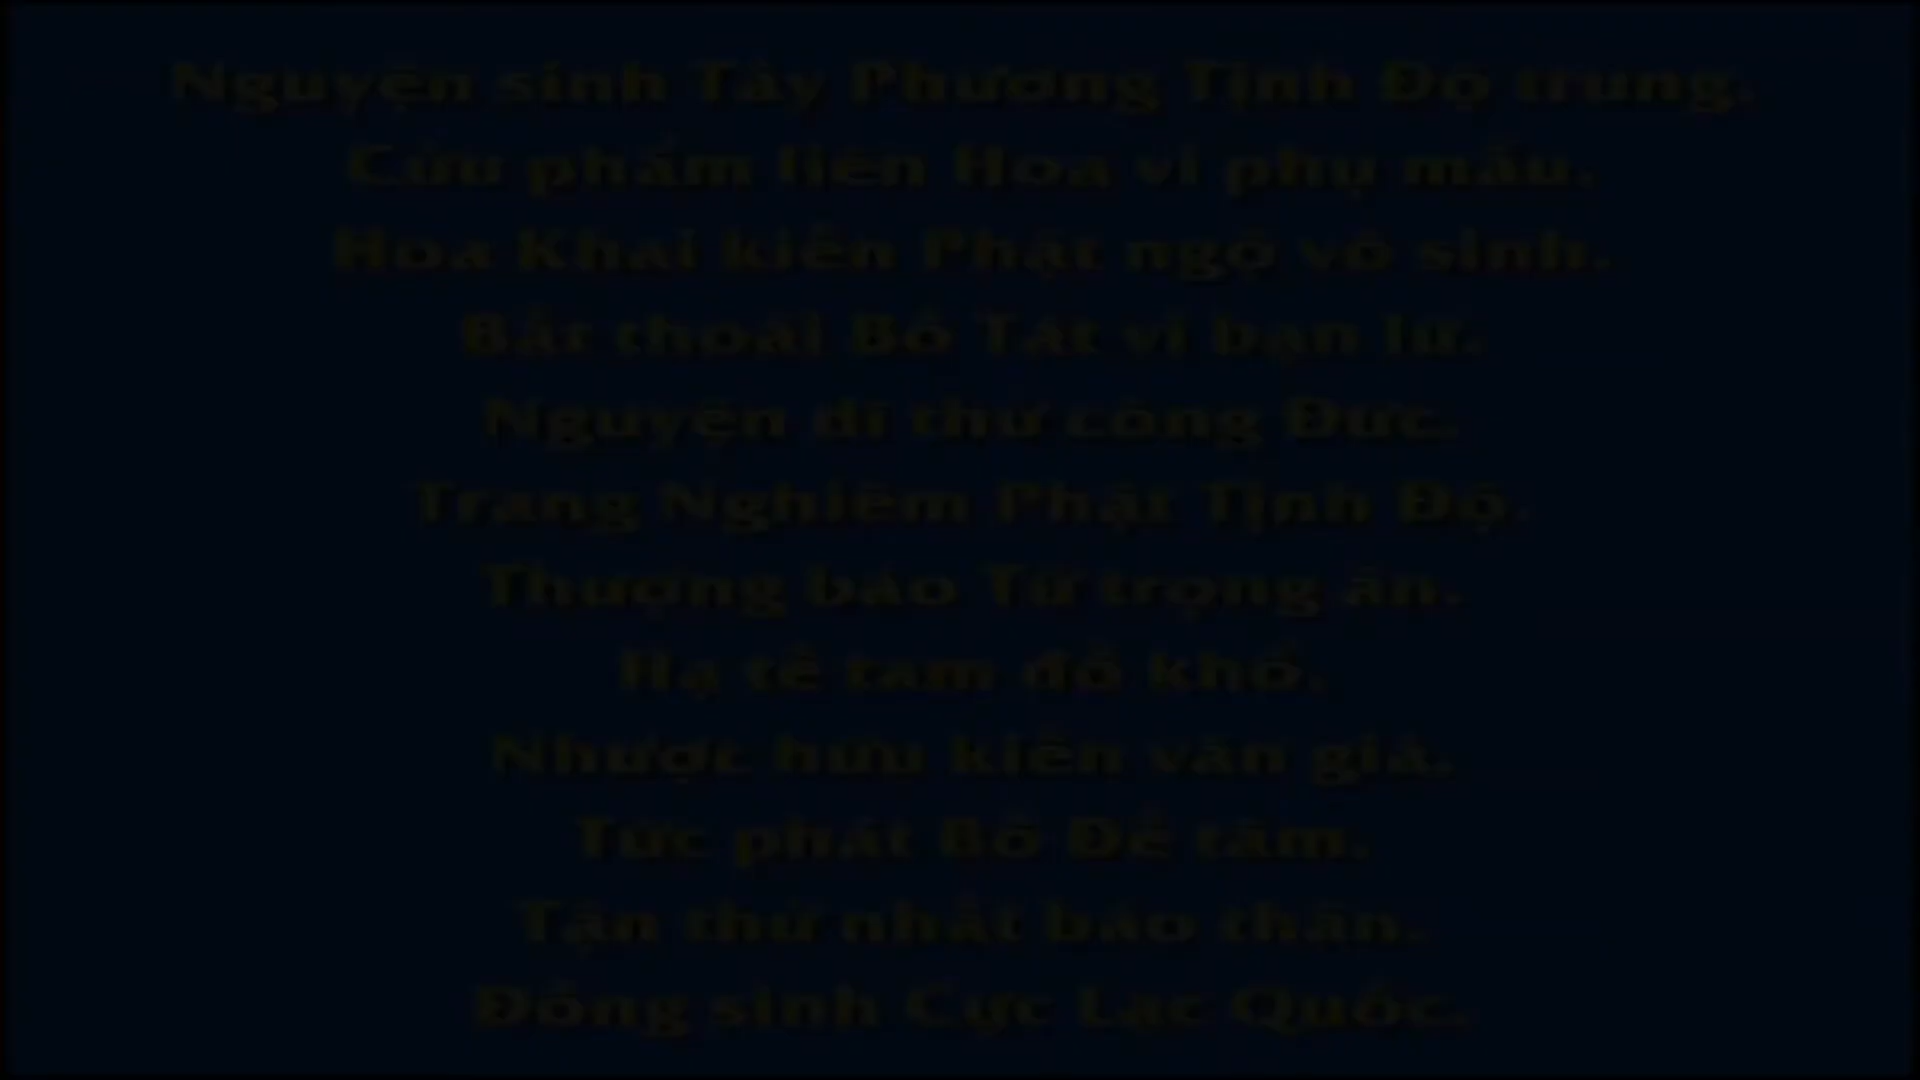 Nguyện sinh Tây Phương Tịnh Độ trung.
Cửu phẩm liên Hoa vi phụ mẫu.
Hoa Khai kiến Phật ngộ vô sinh.
Bất thoái Bồ Tát vi bạn lữ.
Nguyện dĩ thử công Đức.
Trang Nghiêm Phật Tịnh Độ.
Thượng báo Tứ trọng ân.
Hạ tề tam đồ khổ.
Nhược hữu kiến văn giả.
Tức phát Bồ Đề tâm.
Tận thử nhất báo thân.
Đồng sinh Cực Lạc Quốc.